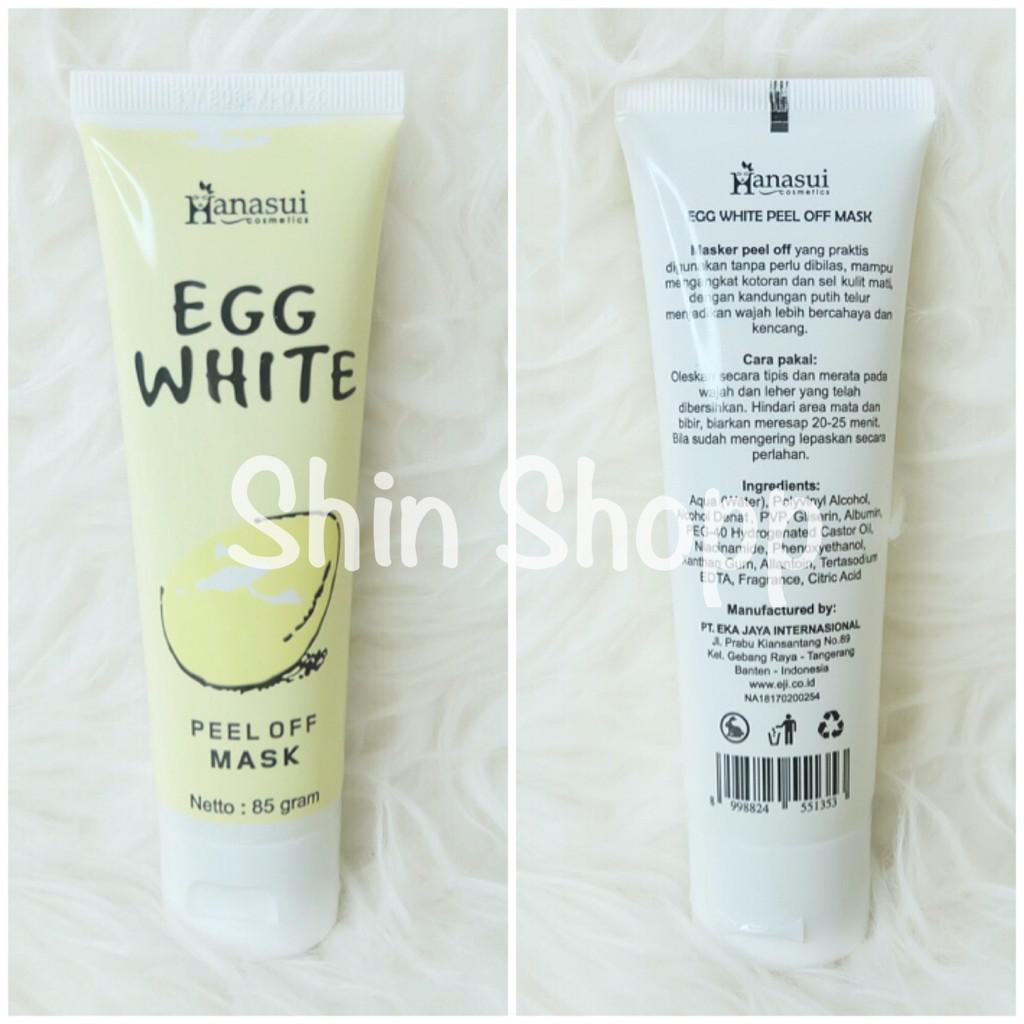 Hanasui
cosmetics
EGG
WHITE
PEEL OFF
MASK
Netto : 85 gram
Hanasui
cosmetics
EGG WHITE PEEL OFF MASK
Masker peel off yang praktis
digunakan tanpa perlu dibilas, mampu
mengangkat kotoran dan sel kulit mati,
dengan kandungan putih telur
menjadikan wajah lebih bercahaya dan
kencang.
Cara pakai:
Oleskan secara tipis dan merata pada
wajah dan leher yang telah
dibersihkan. Hindari area mata dan
bibir, biarkan meresap 20-25 menit.
Bila sudah mengering lepaskan secara
perlahan.
Ingredients:
Aqua (Water), Polyvinyl Alcohol,
Alcohol Denat, PVP, Gliserin, Albumin,
PEG-40 Hydrogenated Castor Oil,
Niacinamide, Phenoxyethanol,
Xanthan Gum, Allantoin, Tertasodium
EDTA, Fragrance, Citric Acid
Manufactured by:
PT. EKA JAYA INTERNASIONAL
Jl. Prabu Kiansantang No.89
Kel. Gebang Raya - Tangerang
Banten - Indonesia
www.eji.co.id
NA18170200254
8 998824 551353
Shin Shopp